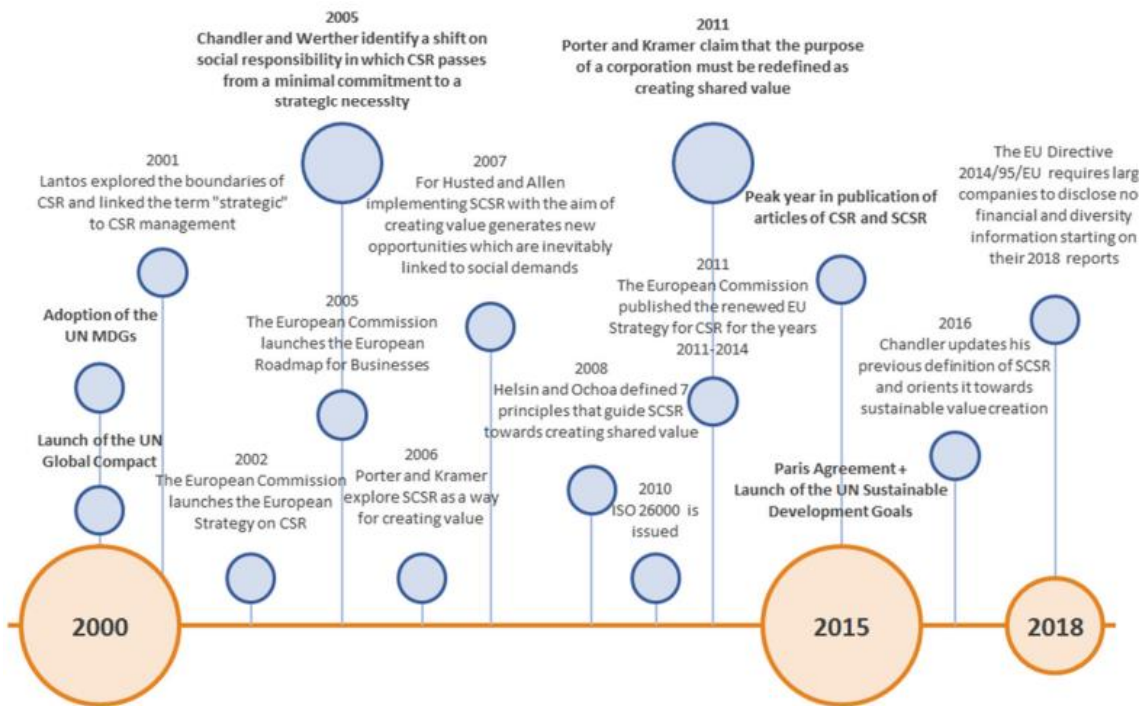 2005
Chandler and Werther identify a shift on
social responsibility in which CSR passes
from a minimal commitment to a
strategic necessity
2011
Porter and Kramer claim that the purpose
of a corporation must be redefined as
creating shared value
2001
Lantos explored the boundaries of
CSR and linked the term "strategic"
to CSR management
2007
For Husted and Allen
implementing SCSR with the aim of
creating value generates new
opportunities which are inevitably
linked to social demands
Peak year in publication of
articles of CSR and SCSR
The EU Directive
2014/95/EU requires larg
companies to disclose no
financial and diversity
information starting on
their 2018 reports
Adoption of the
UN MDGs
2005
The European Commission
launches the European
Roadmap for Businesses
2011
The European Commission
published the renewed EU
Strategy for CSR for the years
2011-2014
2016
Chandler updates his
previous definition of SCSR
and orients it towards
sustainable value creation
2008
Helsin and Ochoa defined 7
principles that guide SCSR
towards creating shared value
Launch of the UN
Global Compact
2002
The European Commission
launches the European
Strategy on CSR
2006
Porter and Kramer
explore SCSR as a way
for creating value
2010
ISO 26000 is
issued
Paris Agreement +
Launch of the UN Sustainable
Development Goals
2000
2015
2018